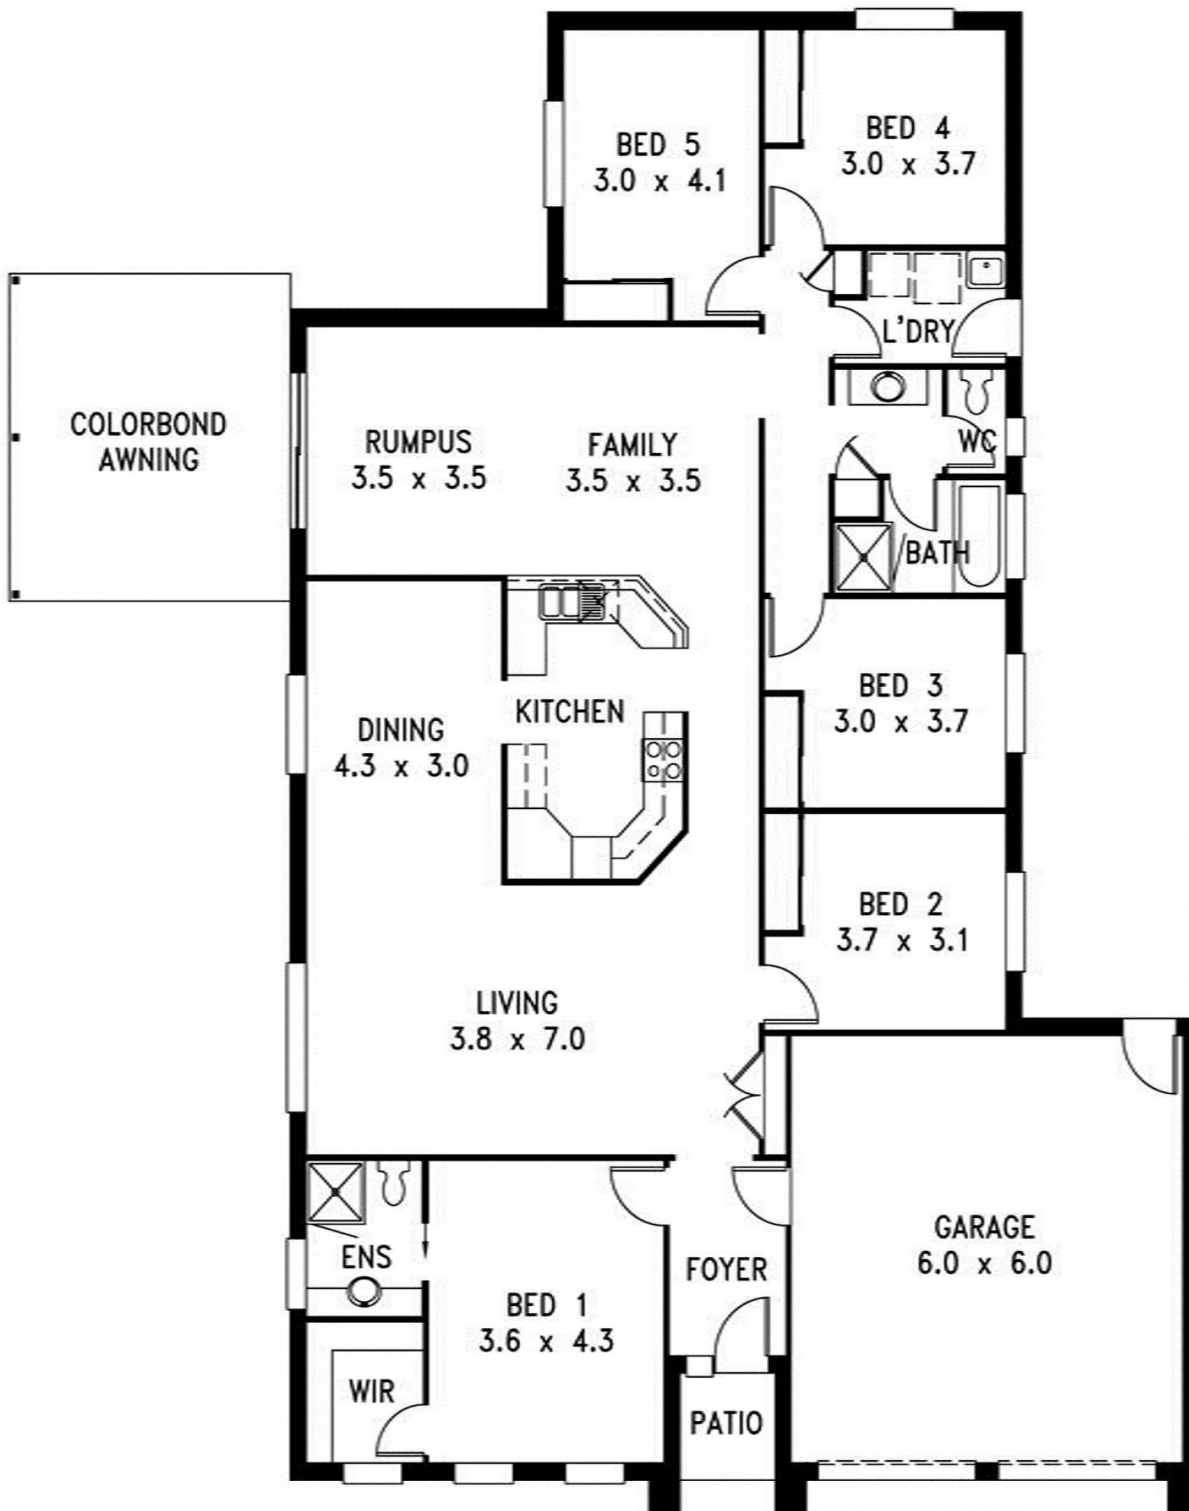 BED 5
3.0 x 4.1
BED 4
3.0 x 3.7
L'DRY
COLORBOND
AWNING
RUMPUS
3.5 x 3.5
FAMILY
3.5 x 3.5
WC
BATH
KITCHEN
DINING
4.3 x 3.0
BED 3
3.0 x 3.7
BED 2
3.7 x 3.1
LIVING
3.8 x 7.0
ENS
BED 1
3.6 x 4.3
FOYER
GARAGE
6.0 x 6.0
WIR
PATIO